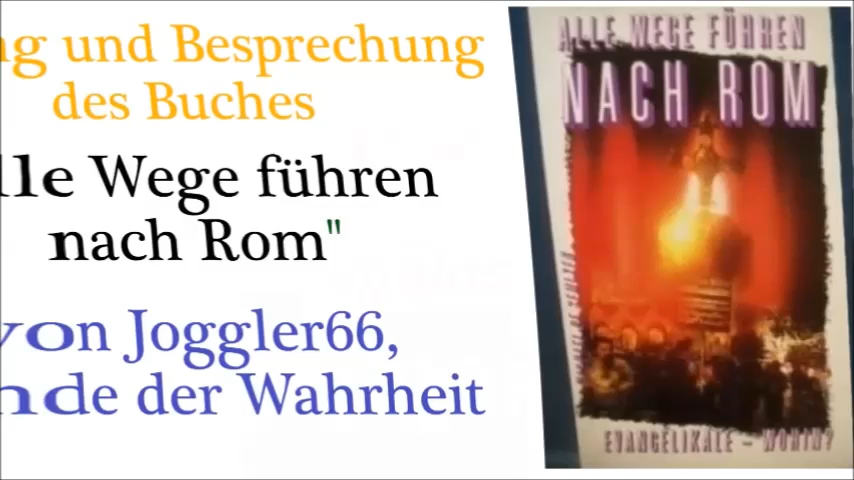 ng und Besprechung
des Buches
lle Wege führen
nach Rom"
von Joggler66,
nde der Wahrheit
ALLE WEGE FÜHREN
NACH ROM
EVANGELIKALE – WOHIN?